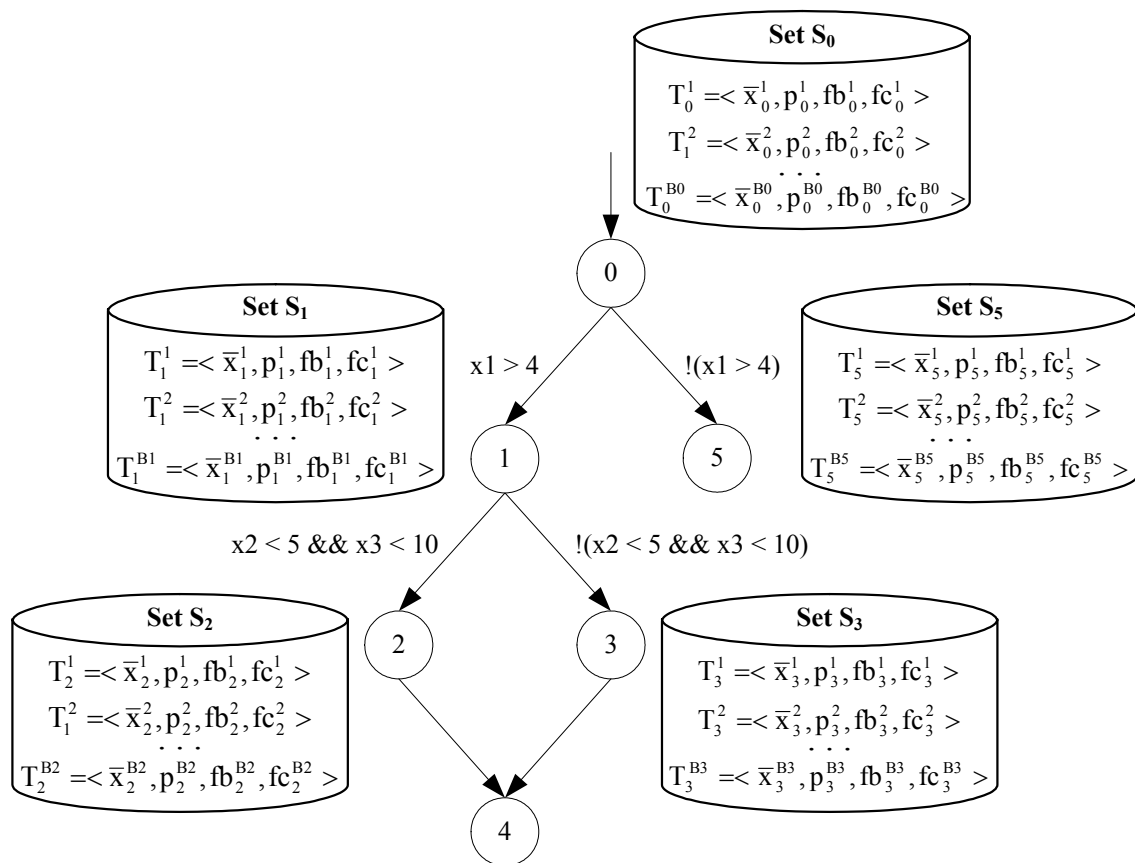 Set S₀
T₀¹ =< x̅₀¹, p₀¹, fb₀¹, fc₀¹ >
T₁² =< x̅₀², p₀², fb₀², fc₀² >
. . .
T₀ᴮ⁰ =< x̅₀ᴮ⁰, p₀ᴮ⁰, fb₀ᴮ⁰, fc₀ᴮ⁰ >
0
Set S₁
T₁¹ =< x̅₁¹, p₁¹, fb₁¹, fc₁¹ >
T₁² =< x̅₁², p₁², fb₁², fc₁² >
. . .
T₁ᴮ¹ =< x̅₁ᴮ¹, p₁ᴮ¹, fb₁ᴮ¹, fc₁ᴮ¹ >
x1 > 4
!(x1 > 4)
Set S₅
T₅¹ =< x̅₅¹, p₅¹, fb₅¹, fc₅¹ >
T₅² =< x̅₅², p₅², fb₅², fc₅² >
. . .
T₅ᴮ⁵ =< x̅₅ᴮ⁵, p₅ᴮ⁵, fb₅ᴮ⁵, fc₅ᴮ⁵ >
1
5
x2 < 5 && x3 < 10
!(x2 < 5 && x3 < 10)
Set S₂
T₂¹ =< x̅₂¹, p₂¹, fb₂¹, fc₂¹ >
T₁² =< x̅₂², p₂², fb₂², fc₂² >
. . .
T₂ᴮ² =< x̅₂ᴮ², p₂ᴮ², fb₂ᴮ², fc₂ᴮ² >
2
3
Set S₃
T₃¹ =< x̅₃¹, p₃¹, fb₃¹, fc₃¹ >
T₃² =< x̅₃², p₃², fb₃², fc₃² >
. . .
T₃ᴮ³ =< x̅₃ᴮ³, p₃ᴮ³, fb₃ᴮ³, fc₃ᴮ³ >
4